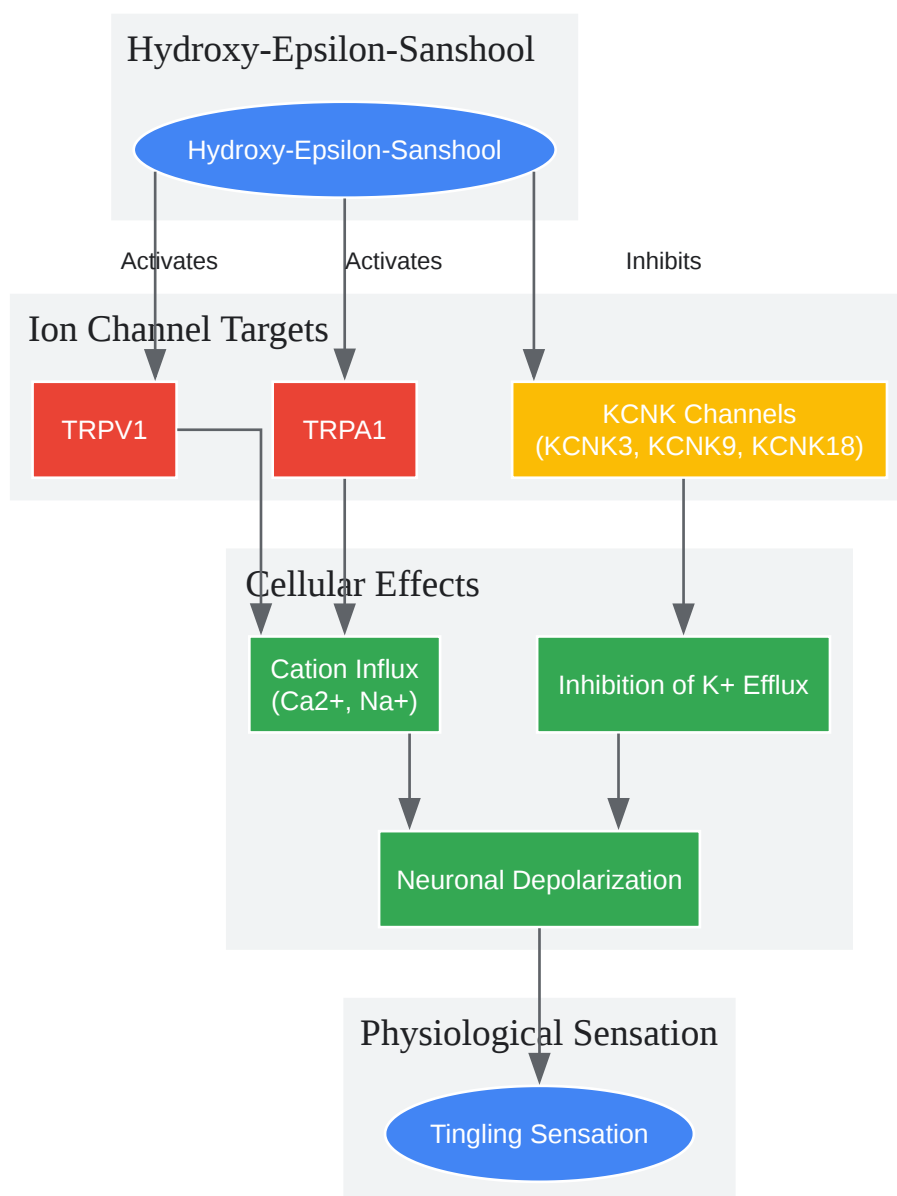 Hydroxy-Epsilon-Sanshool
Hydroxy-Epsilon-Sanshool
Activates
Activates
Inhibits
Ion Channel Targets
TRPV1
TRPA1
KCNK Channels
(KCNK3, KCNK9, KCNK18)
Cellular Effects
Cation Influx
(Ca2+, Na+)
Inhibition of K+ Efflux
Neuronal Depolarization
Physiological Sensation
Tingling Sensation